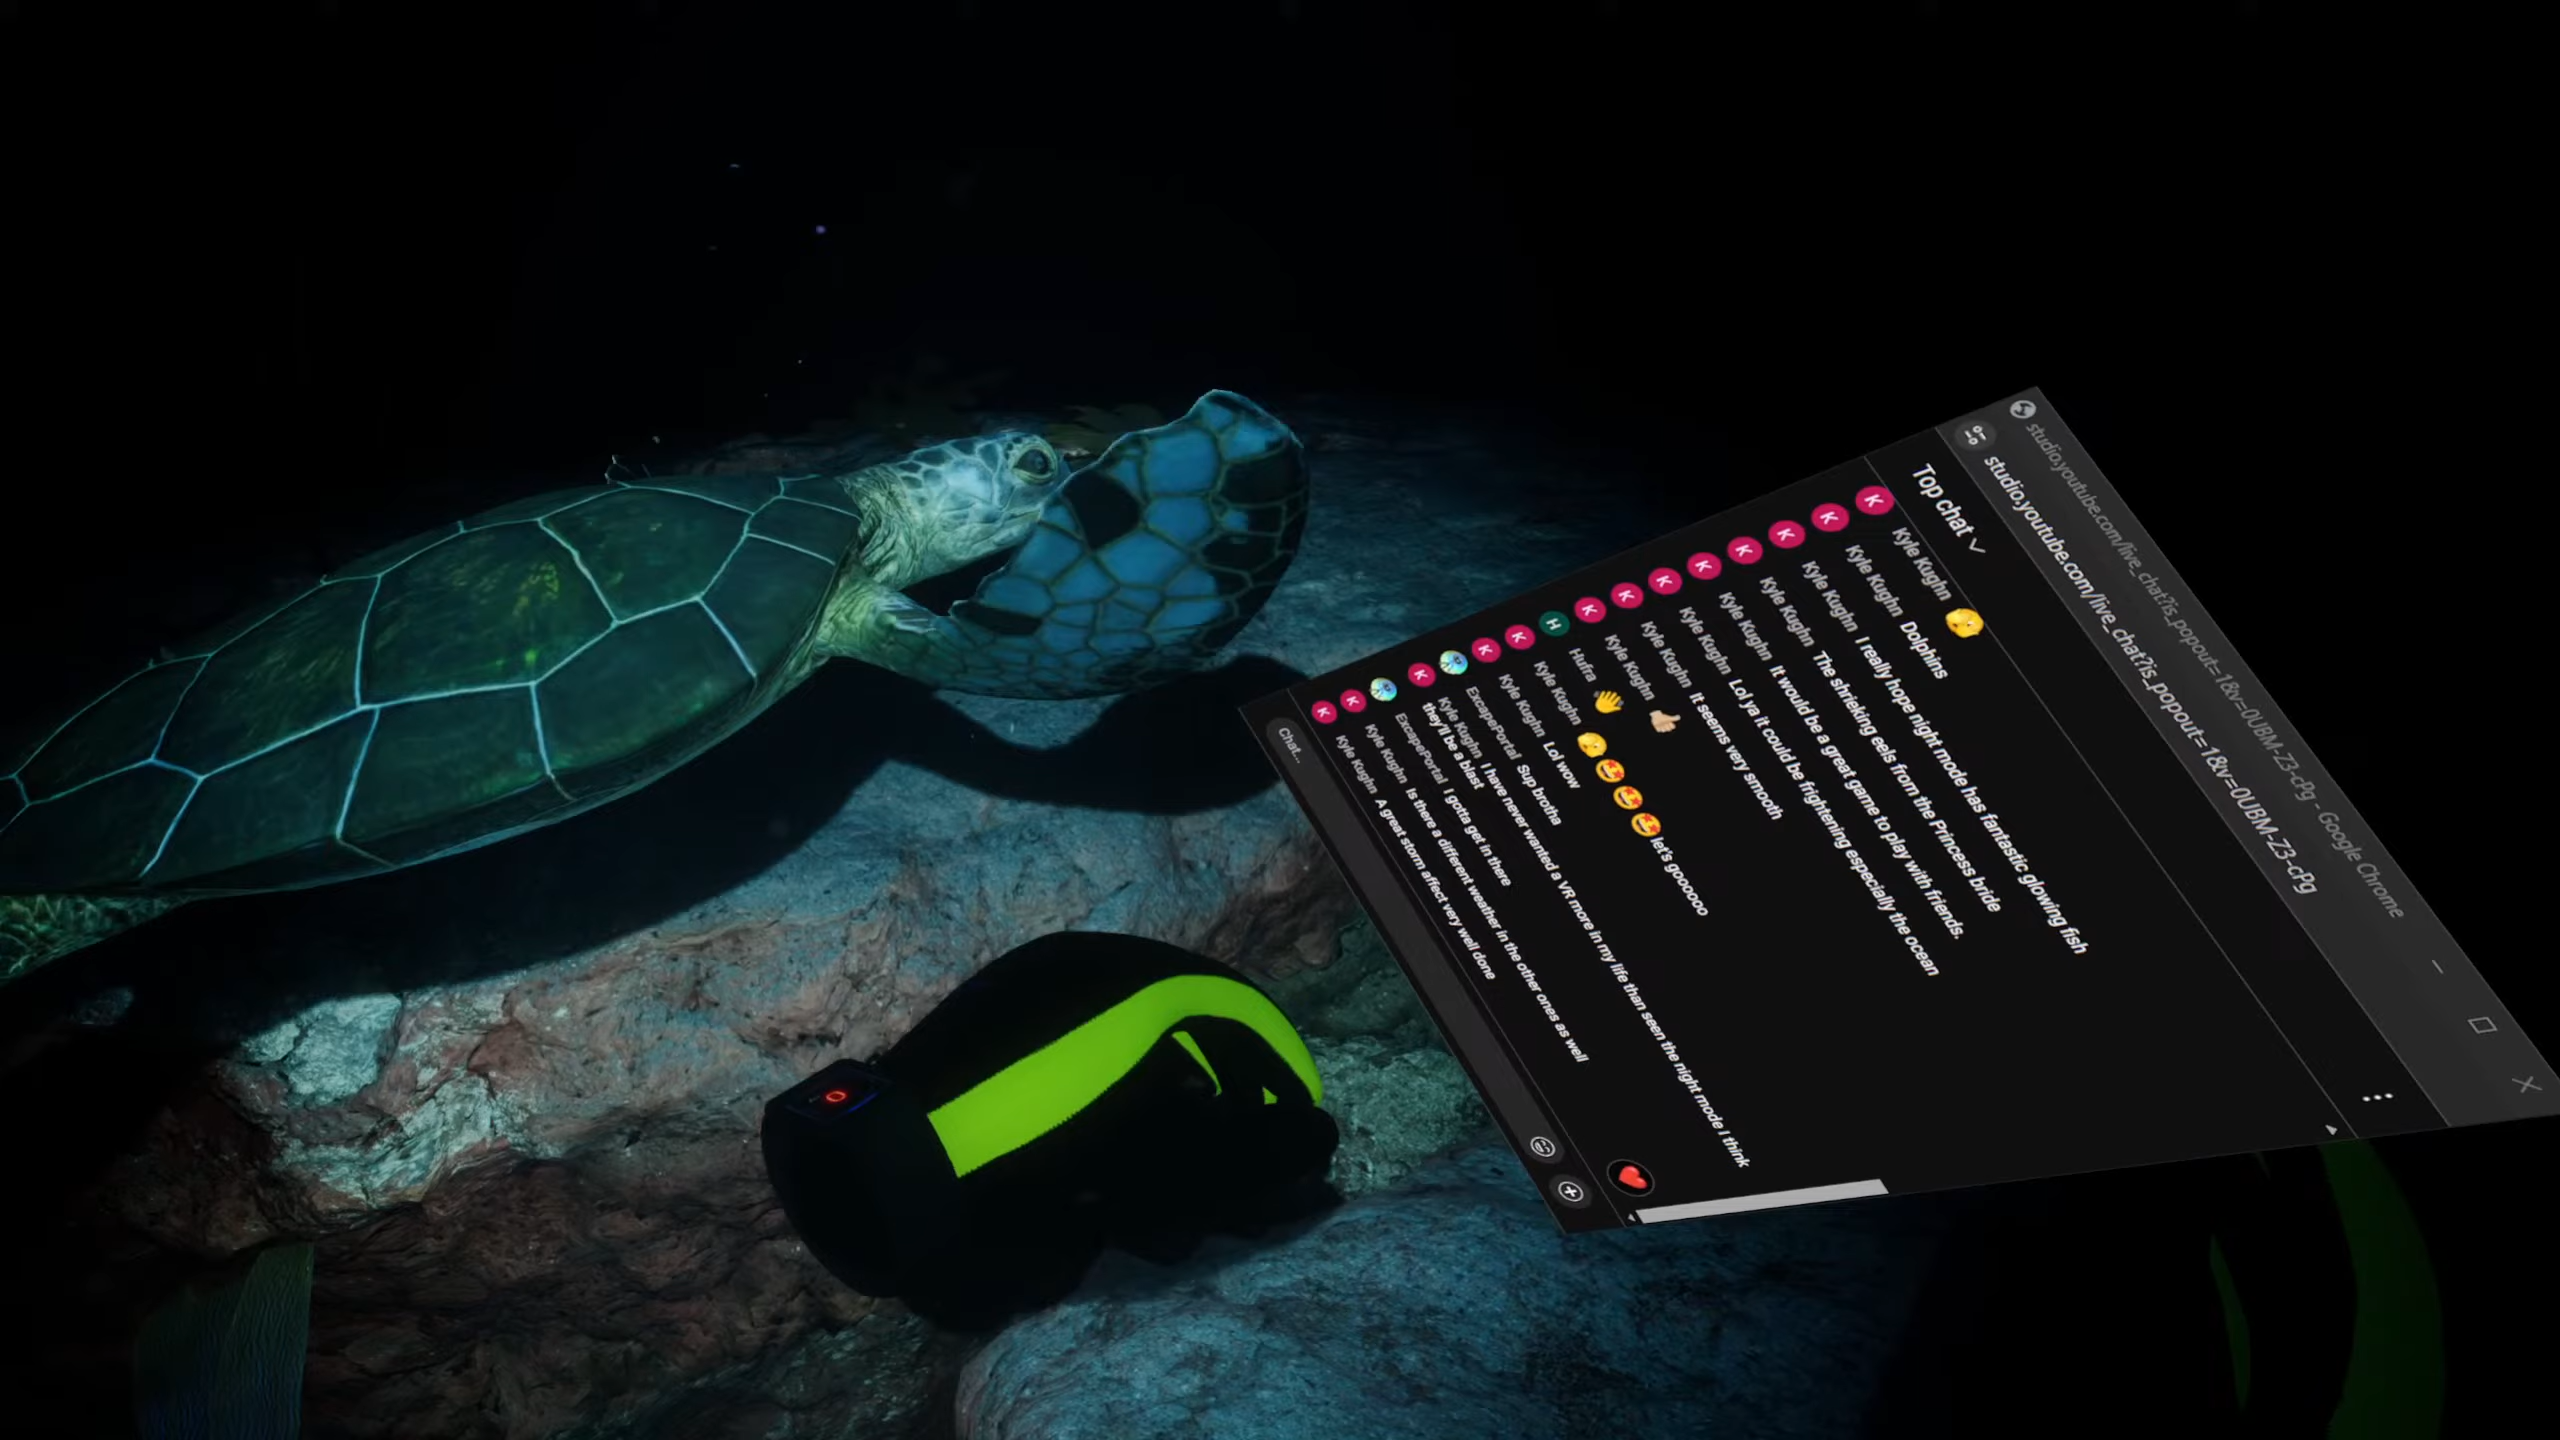 studio.youtube.com/live_chat?is_popout=1&v=0UBM-Z3-cPg - Google Chrome
studio.youtube.com/live_chat?is_popout=1&v=0UBM-Z3-cPg
Top chat
K Kyle Kughn 🫢
K Kyle Kughn Dolphins
K Kyle Kughn I really hope night mode has fantastic glowing fish
K Kyle Kughn The shrieking eels from the Princess bride
K Kyle Kughn It would be a great game to play with friends.
K Kyle Kughn Lol ya it could be frightening especially the ocean
K Kyle Kughn It seems very smooth
K Kyle Kughn 👍🏼
H Hufra 👋
K Kyle Kughn 🫢🤩🤩🤩 let's gooooo
K Kyle Kughn Lol wow
ExcapePortal Sup brotha
K Kyle Kughn I have never wanted a VR more in my life than seen the night mode I think
they'll be a blast
ExcapePortal I gotta get in there
K Kyle Kughn Is there a different weather in the other ones as well
K Kyle Kughn A great storm affect very well done
Chat...